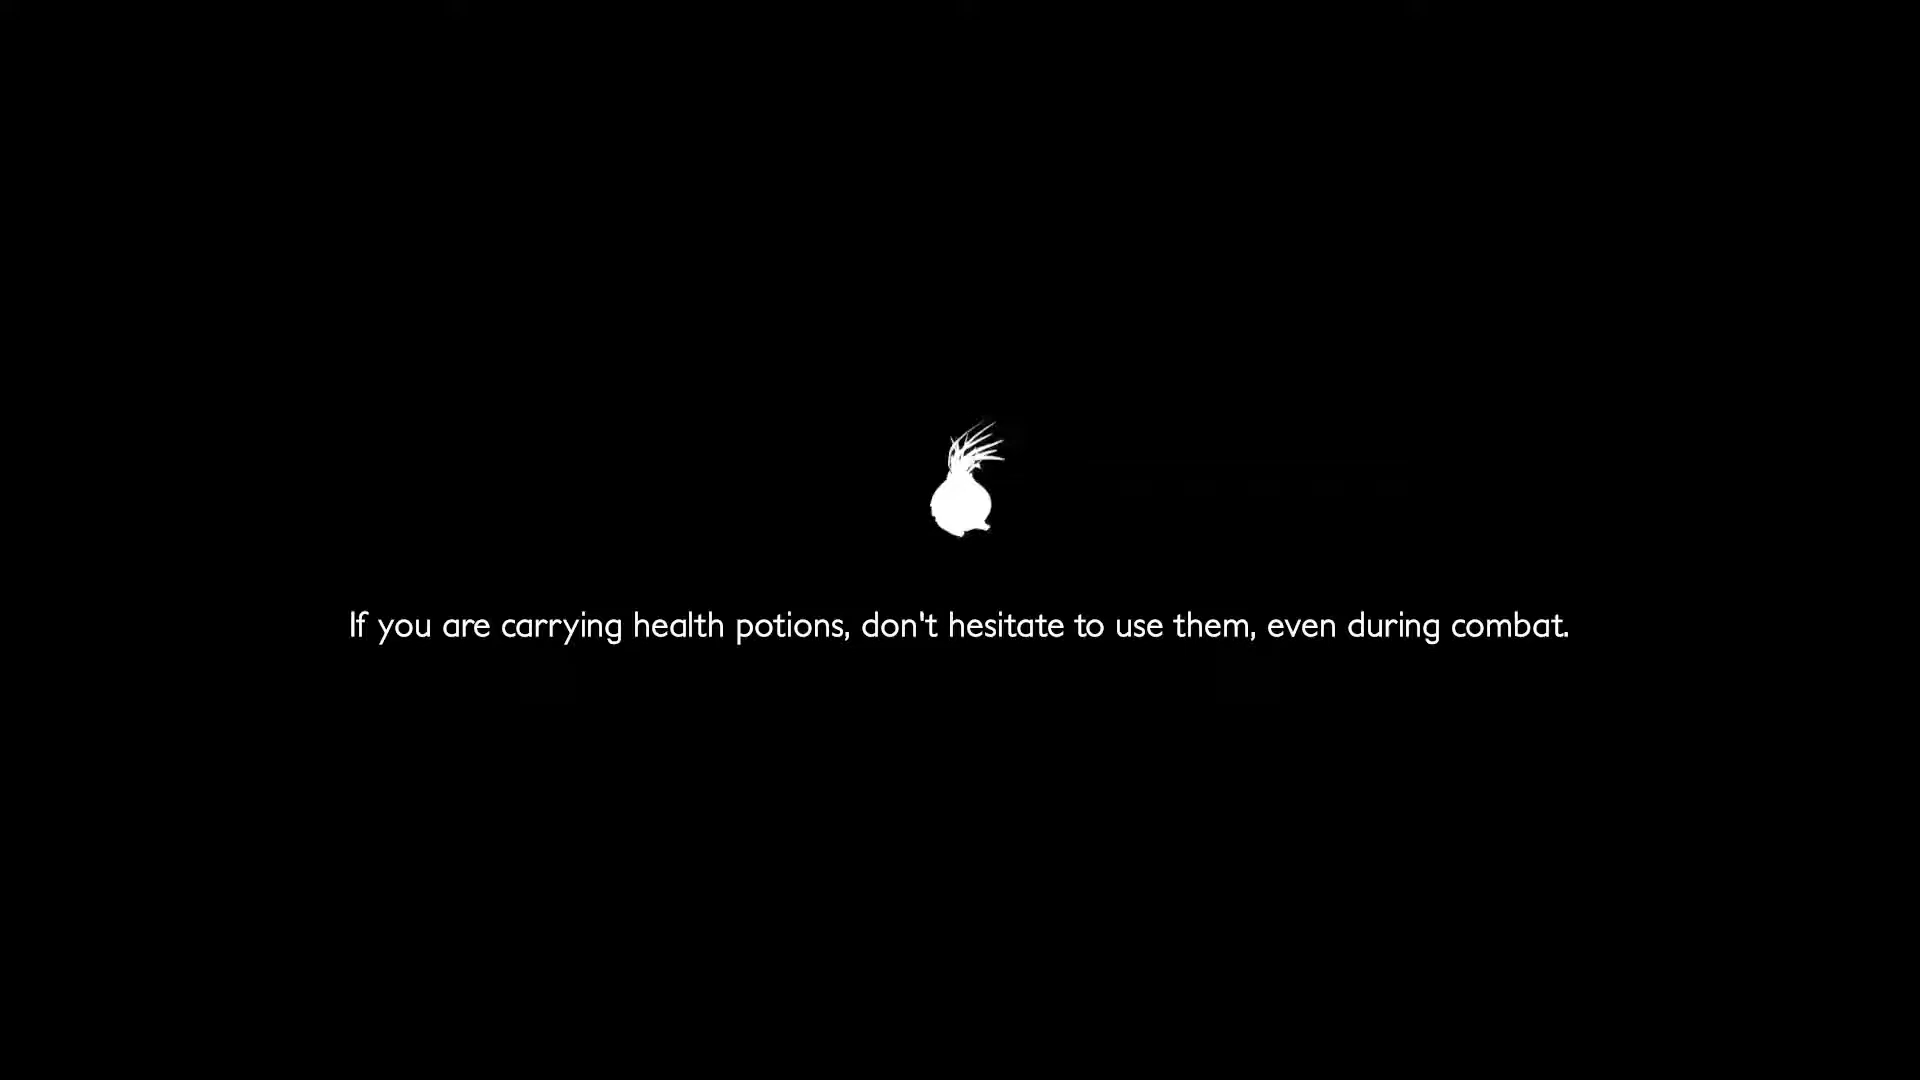 If you are carrying health potions, don't hesitate to use them, even during combat.